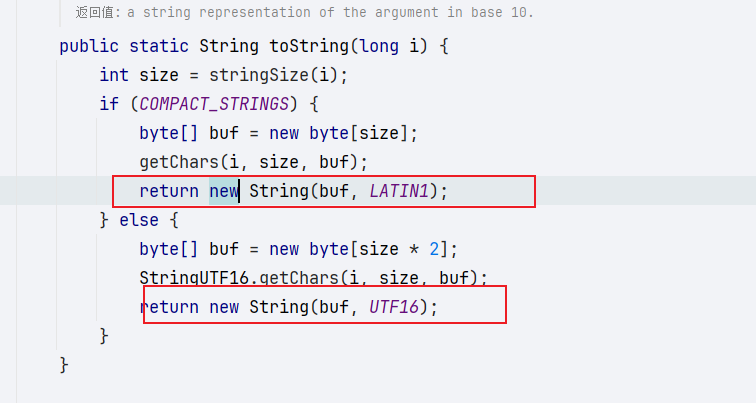 返回值: a string representation of the argument in base 10.
public static String toString(long i) {
    int size = stringSize(i);
    if (COMPACT_STRINGS) {
        byte[] buf = new byte[size];
        getChars(i, size, buf);
        return new String(buf, LATIN1);
    } else {
        byte[] buf = new byte[size * 2];
        StringUTF16.getChars(i, size, buf);
        return new String(buf, UTF16);
    }
}